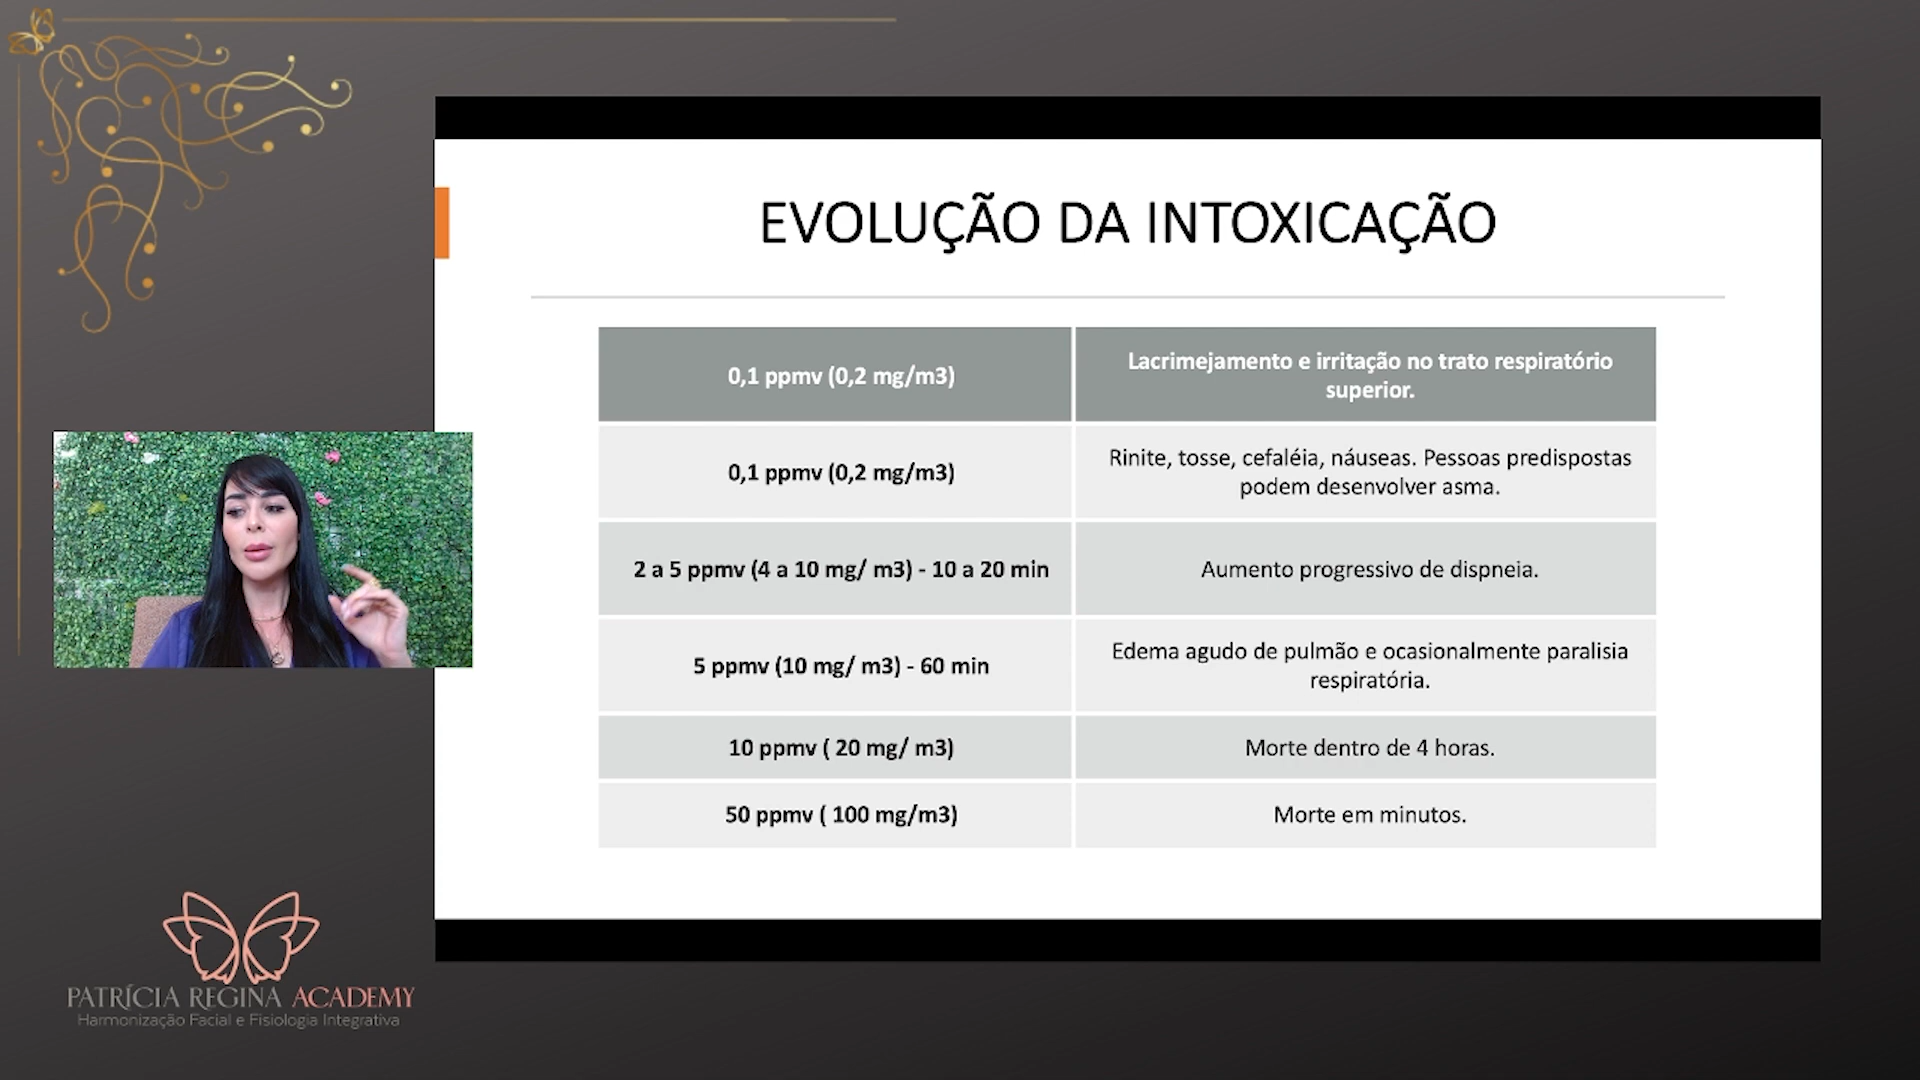 EVOLUÇÃO DA INTOXICAÇÃO
0,1 ppmv (0,2 mg/m3)
Lacrimejamento e irritação no trato respiratório
superior.
0,1 ppmv (0,2 mg/m3)
Rinite, tosse, cefaléia, náuseas. Pessoas predispostas
podem desenvolver asma.
2 a 5 ppmv (4 a 10 mg/ m3) - 10 a 20 min
Aumento progressivo de dispneia.
5 ppmv (10 mg/ m3) - 60 min
Edema agudo de pulmão e ocasionalmente paralisia
respiratória.
10 ppmv ( 20 mg/ m3)
Morte dentro de 4 horas.
50 ppmv ( 100 mg/m3)
Morte em minutos.
PATRÍCIA REGINA ACADEMY
Harmonização Facial e Fisiologia Integrativa